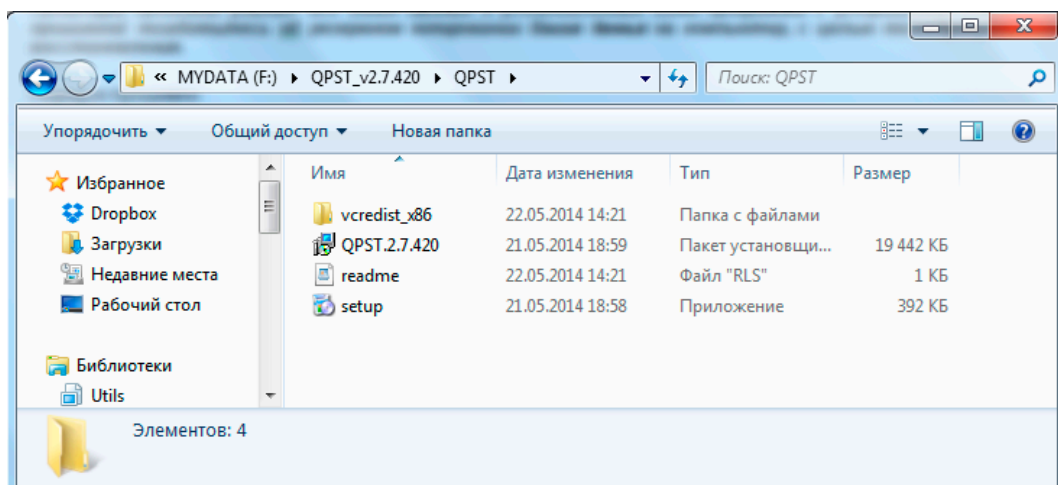 « MYDATA (F:) ▸ QPST_v2.7.420 ▸ QPST ▸
Поиск: QPST
Упорядочить
Общий доступ
Новая папка
Избранное
Dropbox
Загрузки
Недавние места
Рабочий стол
Библиотеки
Utils
Имя Дата изменения Тип Размер
vcredist_x86 22.05.2014 14:21 Папка с файлами
QPST.2.7.420 21.05.2014 18:59 Пакет установщи... 19 442 КБ
readme 22.05.2014 14:21 Файл "RLS" 1 КБ
setup 21.05.2014 18:58 Приложение 392 КБ
Элементов: 4